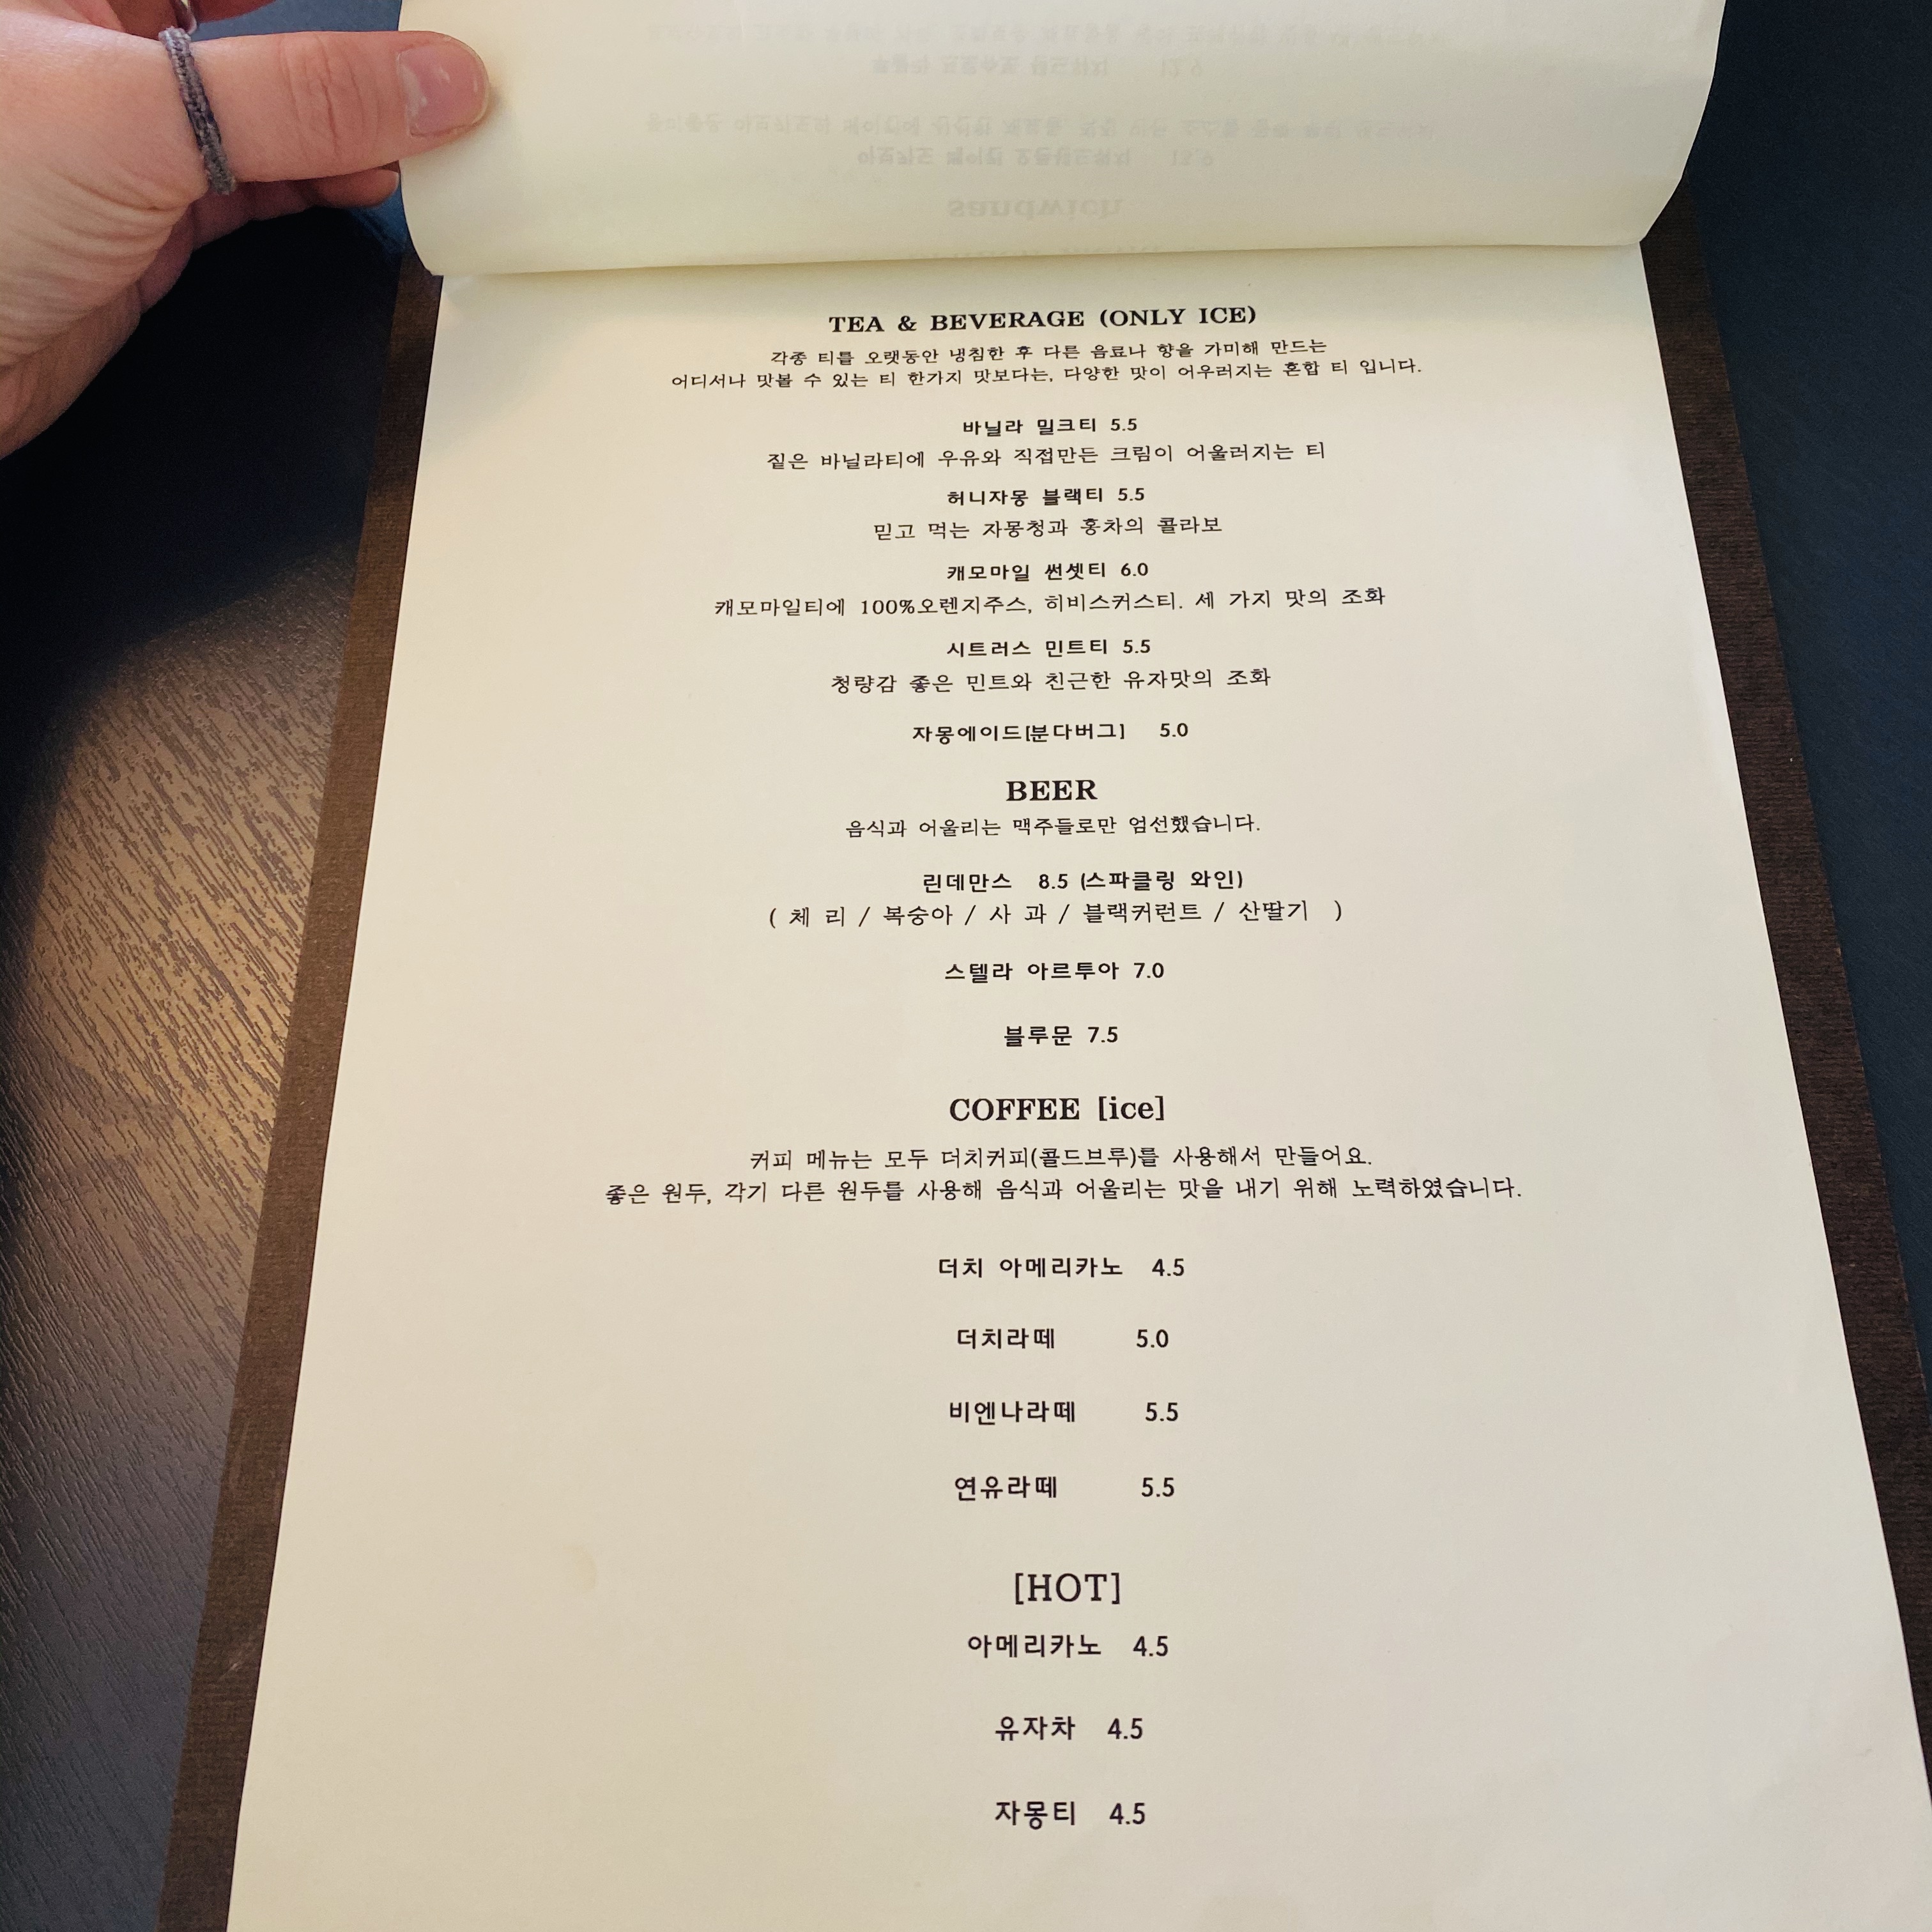 sandwich
TEA & BEVERAGE (ONLY ICE)
각종 티를 오랫동안 냉침한 후 다른 음료나 향을 가미해 만드는
어디서나 맛볼 수 있는 티 한가지 맛보다는, 다양한 맛이 어우러지는 혼합 티 입니다.
바닐라 밀크티 5.5
짙은 바닐라티에 우유와 직접만든 크림이 어울러지는 티
허니자몽 블랙티 5.5
믿고 먹는 자몽청과 홍차의 콜라보
캐모마일 썬셋티 6.0
캐모마일티에 100%오렌지주스, 히비스커스티. 세 가지 맛의 조화
시트러스 민트티 5.5
청량감 좋은 민트와 친근한 유자맛의 조화
자몽에이드[분다버그] 5.0
BEER
음식과 어울리는 맥주들로만 엄선했습니다.
린데만스 8.5 (스파클링 와인)
( 체 리 / 복숭아 / 사 과 / 블랙커런트 / 산딸기 )
스텔라 아르투아 7.0
블루문 7.5
COFFEE [ice]
커피 메뉴는 모두 더치커피(콜드브루)를 사용해서 만들어요.
좋은 원두, 각기 다른 원두를 사용해 음식과 어울리는 맛을 내기 위해 노력하였습니다.
더치 아메리카노 4.5
더치라떼 5.0
비엔나라떼 5.5
연유라떼 5.5
[HOT]
아메리카노 4.5
유자차 4.5
자몽티 4.5